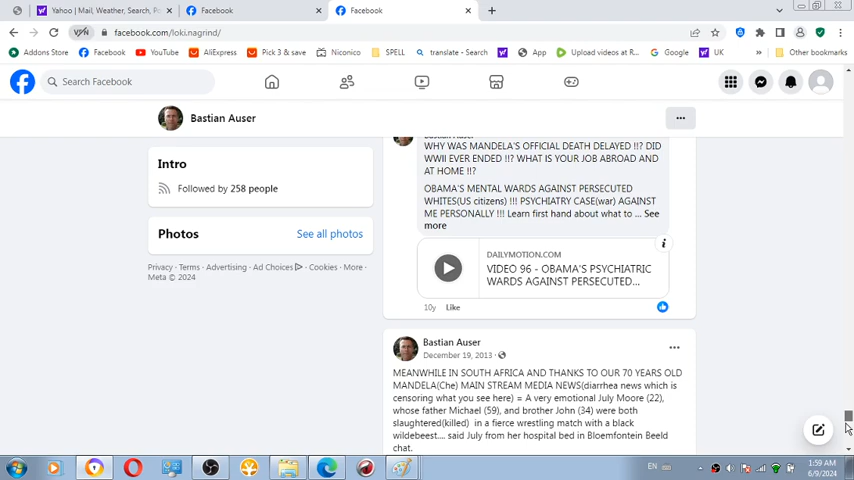 Yahoo | Mail, Weather, Search, Po
Facebook
Facebook
facebook.com/loki.nagrind/
Addons Store
Facebook
YouTube
AliExpress
Pick 3 & save
Niconico
SPELL
translate - Search
UK
App
Upload videos at R...
Google
UK
Other bookmarks
Search Facebook
Bastian Auser
Intro
Followed by 258 people
Photos
See all photos
Privacy · Terms · Advertising · Ad Choices · Cookies · More ·
Meta © 2024
Bastian Auser
WHY WAS MANDELA'S OFFICIAL DEATH DELAYED !!? DID
WWII EVER ENDED !!? WHAT IS YOUR JOB ABROAD AND
AT HOME !!?
OBAMA'S MENTAL WARDS AGAINST PERSECUTED
WHITES(US citizens) !!! PSYCHIATRY CASE(war) AGAINST
ME PERSONALLY !!! Learn first hand about what to ... See
more
DAILYMOTION.COM
VIDEO 96 - OBAMA'S PSYCHIATRIC
WARDS AGAINST PERSECUTED...
10y
Like
Bastian Auser
December 19, 2013 ·
MEANWHILE IN SOUTH AFRICA AND THANKS TO OUR 70 YEARS OLD
MANDELA(Che) MAIN STREAM MEDIA NEWS(diarrhea news which is
censoring what you see here) = A very emotional July Moore (22),
whose father Michael (59), and brother John (34) were both
slaughtered(killed) in a fierce wrestling match with a black
wildebeest.... said July from her hospital bed in Bloemfontein Beeld
chat.
EN
1:59 AM
6/9/2024